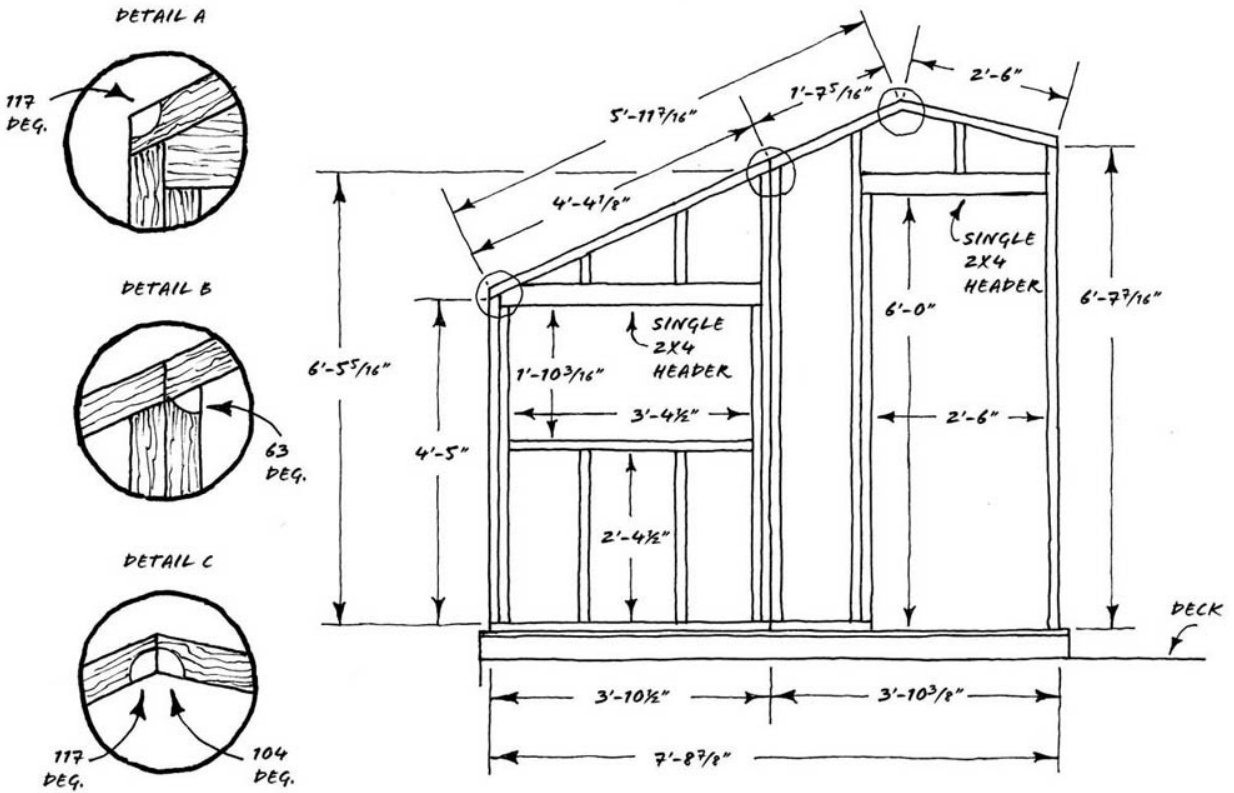 DETAIL A
117
DEG.
DETAIL B
63
DEG.
DETAIL C
117
DEG.
104
DEG.
2'-6"
1'-7 5/16"
5'-11 7/16"
4'-4 1/8"
SINGLE
2X4
HEADER
6'-0"
6'-7 7/16"
6'-5 5/16"
SINGLE
2X4
HEADER
1'-10 3/16"
3'-4 1/2"
2'-6"
4'-5"
2'-4 1/2"
DECK
3'-10 1/2"
3'-10 3/8"
7'-8 7/8"